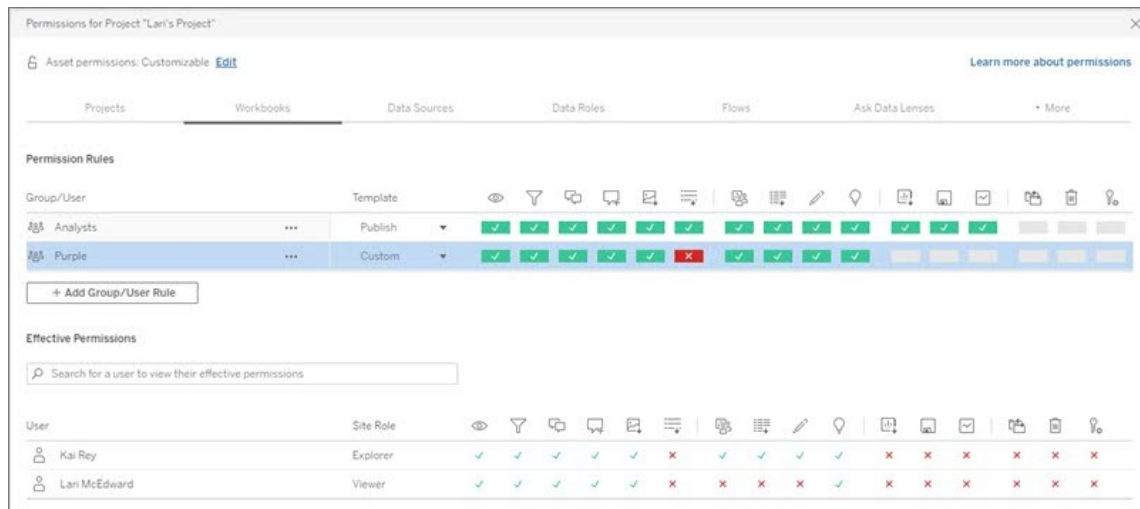 Permissions for Project "Lari's Project"
Asset permissions: Customizable Edit Learn more about permissions
Projects Workbooks Data Sources Data Roles Flows Ask Data Lenses • More
Permission Rules
Group/User Template
Analysts ••• Publish
Purple ••• Custom
+ Add Group/User Rule
Effective Permissions
Search for a user to view their effective permissions
User Site Role
Kai Rey Explorer
Lari McEdward Viewer